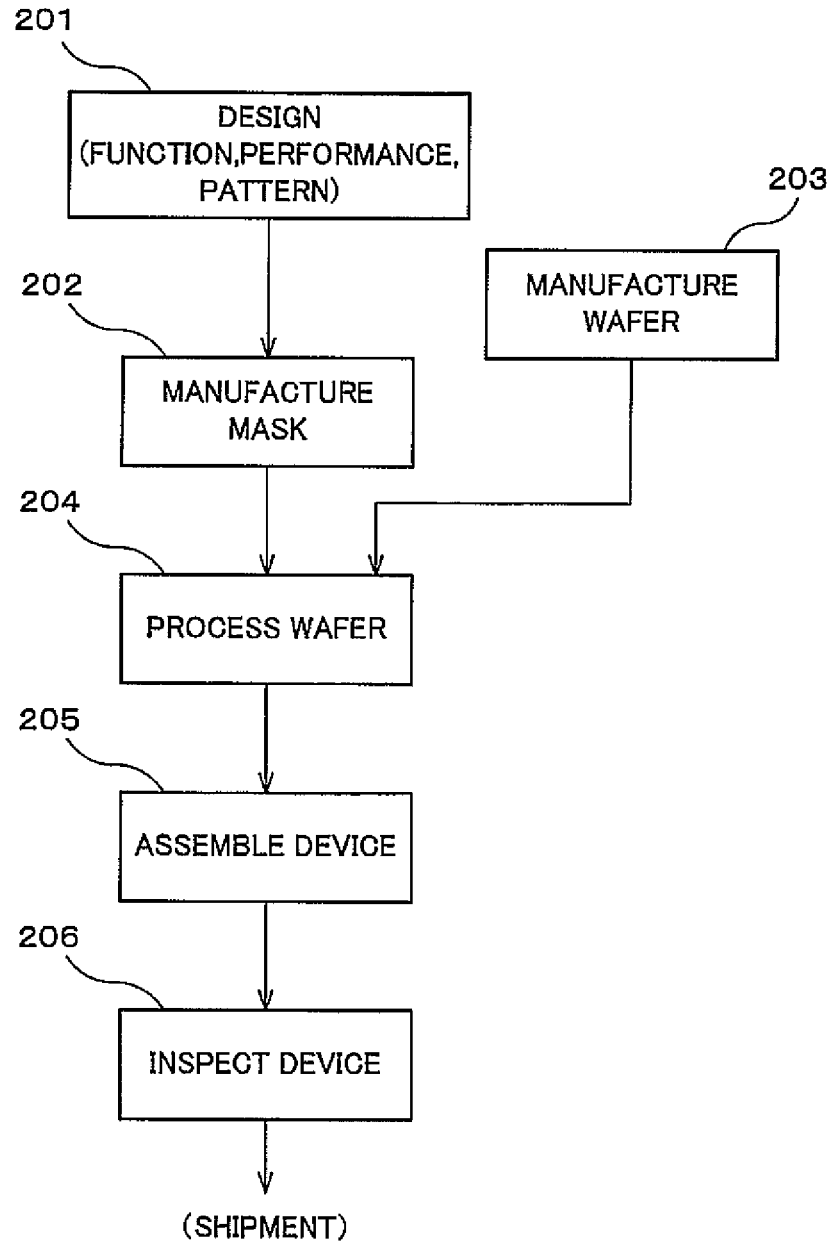 201
DESIGN
(FUNCTION,PERFORMANCE,
PATTERN)
203
MANUFACTURE
WAFER
202
MANUFACTURE
MASK
204
PROCESS WAFER
205
ASSEMBLE DEVICE
206
INSPECT DEVICE
(SHIPMENT)